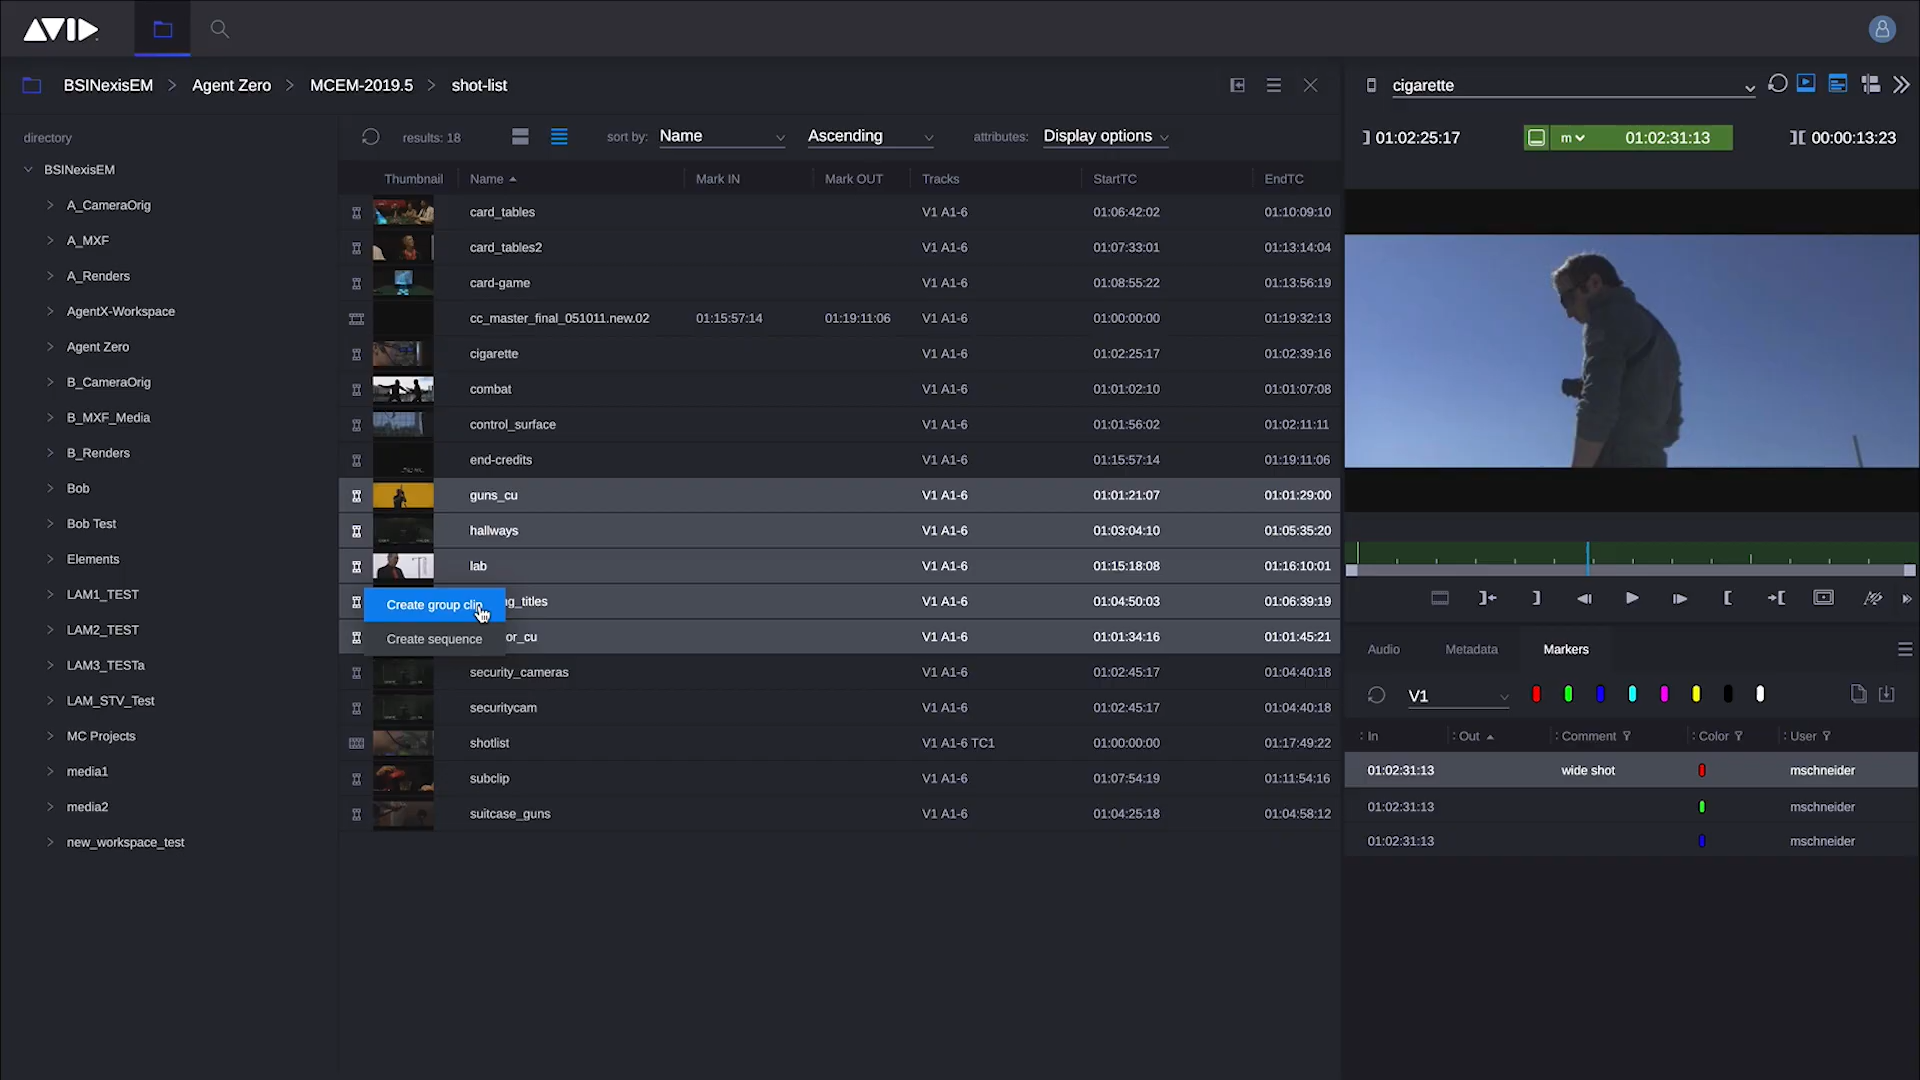 AVID
BSINexisEM > Agent Zero > MCEM-2019.5 > shot-list
cigarette
directory
results: 18
sort by: Name
Ascending
attributes: Display options
] 01:02:25:17
m
01:02:31:13
][ 00:00:13:23
Thumbnail Name Mark IN Mark OUT Tracks StartTC EndTC
BSINexisEM
A_CameraOrig
A_MXF
A_Renders
AgentX-Workspace
Agent Zero
B_CameraOrig
B_MXF_Media
B_Renders
Bob
Bob Test
Elements
LAM1_TEST
LAM2_TEST
LAM3_TESTa
LAM_STV_Test
MC Projects
media1
media2
new_workspace_test
card_tables V1 A1-6 01:06:42:02 01:10:09:10
card_tables2 V1 A1-6 01:07:33:01 01:13:14:04
card-game V1 A1-6 01:08:55:22 01:13:56:19
cc_master_final_051011.new.02 01:15:57:14 01:19:11:06 V1 A1-6 01:00:00:00 01:19:32:13
cigarette V1 A1-6 01:02:25:17 01:02:39:16
combat V1 A1-6 01:01:02:10 01:01:07:08
control_surface V1 A1-6 01:01:56:02 01:02:11:11
end-credits V1 A1-6 01:15:57:14 01:19:11:06
guns_cu V1 A1-6 01:01:21:07 01:01:29:00
hallways V1 A1-6 01:03:04:10 01:05:35:20
lab V1 A1-6 01:15:18:08 01:16:10:01
g_titles V1 A1-6 01:04:50:03 01:06:39:19
or_cu V1 A1-6 01:01:34:16 01:01:45:21
security_cameras V1 A1-6 01:02:45:17 01:04:40:18
securitycam V1 A1-6 01:02:45:17 01:04:40:18
shotlist V1 A1-6 TC1 01:00:00:00 01:17:49:22
subclip V1 A1-6 01:07:54:19 01:11:54:16
suitcase_guns V1 A1-6 01:04:25:18 01:04:58:12
Create group clip
Create sequence
Audio Metadata Markers
V1
In Out Comment Color User
01:02:31:13 wide shot mschneider
01:02:31:13 mschneider
01:02:31:13 mschneider